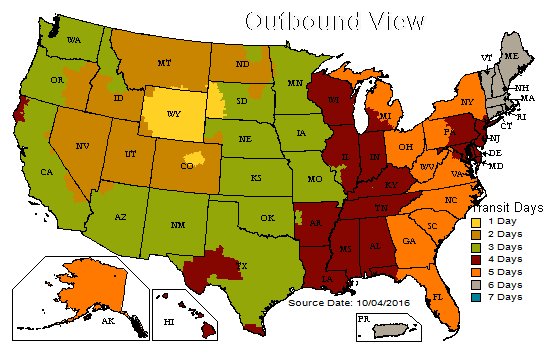 Outbound View
WA
MT
ND
MN
ME
VT
OR
ID
SD
WI
MI
NY
NH
MA
WY
RI
CT
NE
IA
PA
NJ
NV
UT
CO
IL
IN
OH
DE
MD
CA
KS
MO
WV
VA
KY
NC
Transit Days
AZ
NM
OK
AR
TN
SC
1 Day
2 Days
3 Days
4 Days
5 Days
6 Days
7 Days
MS
AL
GA
TX
LA
FL
Source Date: 10/04/2016
AK
HI
PR